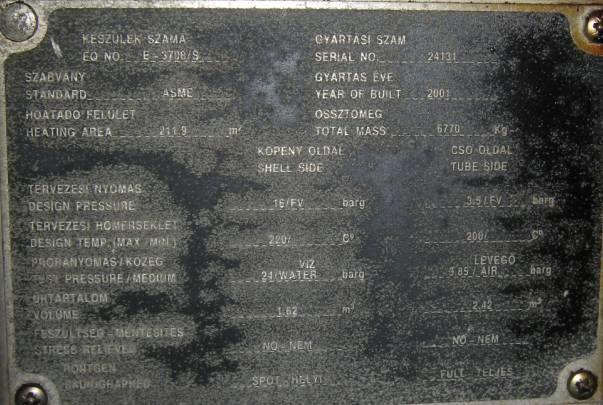 KESZULEK SZAMA
EQ NO. E-3708/S
GYARTASI SZAM
SERIAL NO. 24131
SZABVANY
STANDARD ASME
GYARTAS EVE
YEAR OF BUILT 2001
HOATADO FELULET
HEATING AREA 211.9 m²
OSSZTOMEG
TOTAL MASS 6770 Kg
KOPENY OLDAL CSO OLDAL
SHELL SIDE TUBE SIDE
TERVEZESI NYOMAS
DESIGN PRESSURE 16/FV barg 3.5/FV barg
TERVEZESI HOMERSEKLET
DESIGN TEMP. (MAX./MIN.) 220/ C° 200/ C°
PROBANYOMAS/KOZEG VIZ LEVEGO
TEST PRESSURE/MEDIUM 24/WATER barg 3.85/AIR barg
URTARTALOM
VOLUME 1.62 m³ 2.42 m³
FESZULTSEG-MENTESITES
STRESS RELIEVED NO-NEM NO-NEM
RONTGEN
RADIOGRAPHED SPOT-HELYI FULL-TELJES